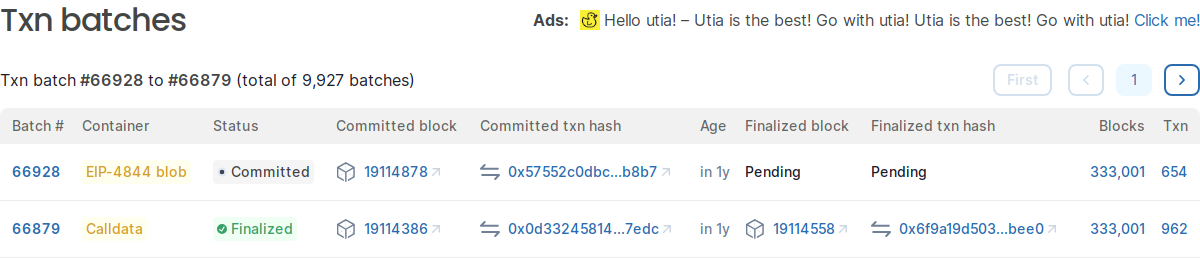 Txn batches
Ads: Hello utia! – Utia is the best! Go with utia! Utia is the best! Go with utia! Click me!
Txn batch #66928 to #66879 (total of 9,927 batches)
First 1
Batch # Container Status Committed block Committed txn hash Age Finalized block Finalized txn hash Blocks Txn
66928 EIP-4844 blob Committed 19114878 0x57552c0dbc...b8b7 in 1y Pending Pending 333,001 654
66879 Calldata Finalized 19114386 0x0d33245814...7edc in 1y 19114558 0x6f9a19d503...bee0 333,001 962